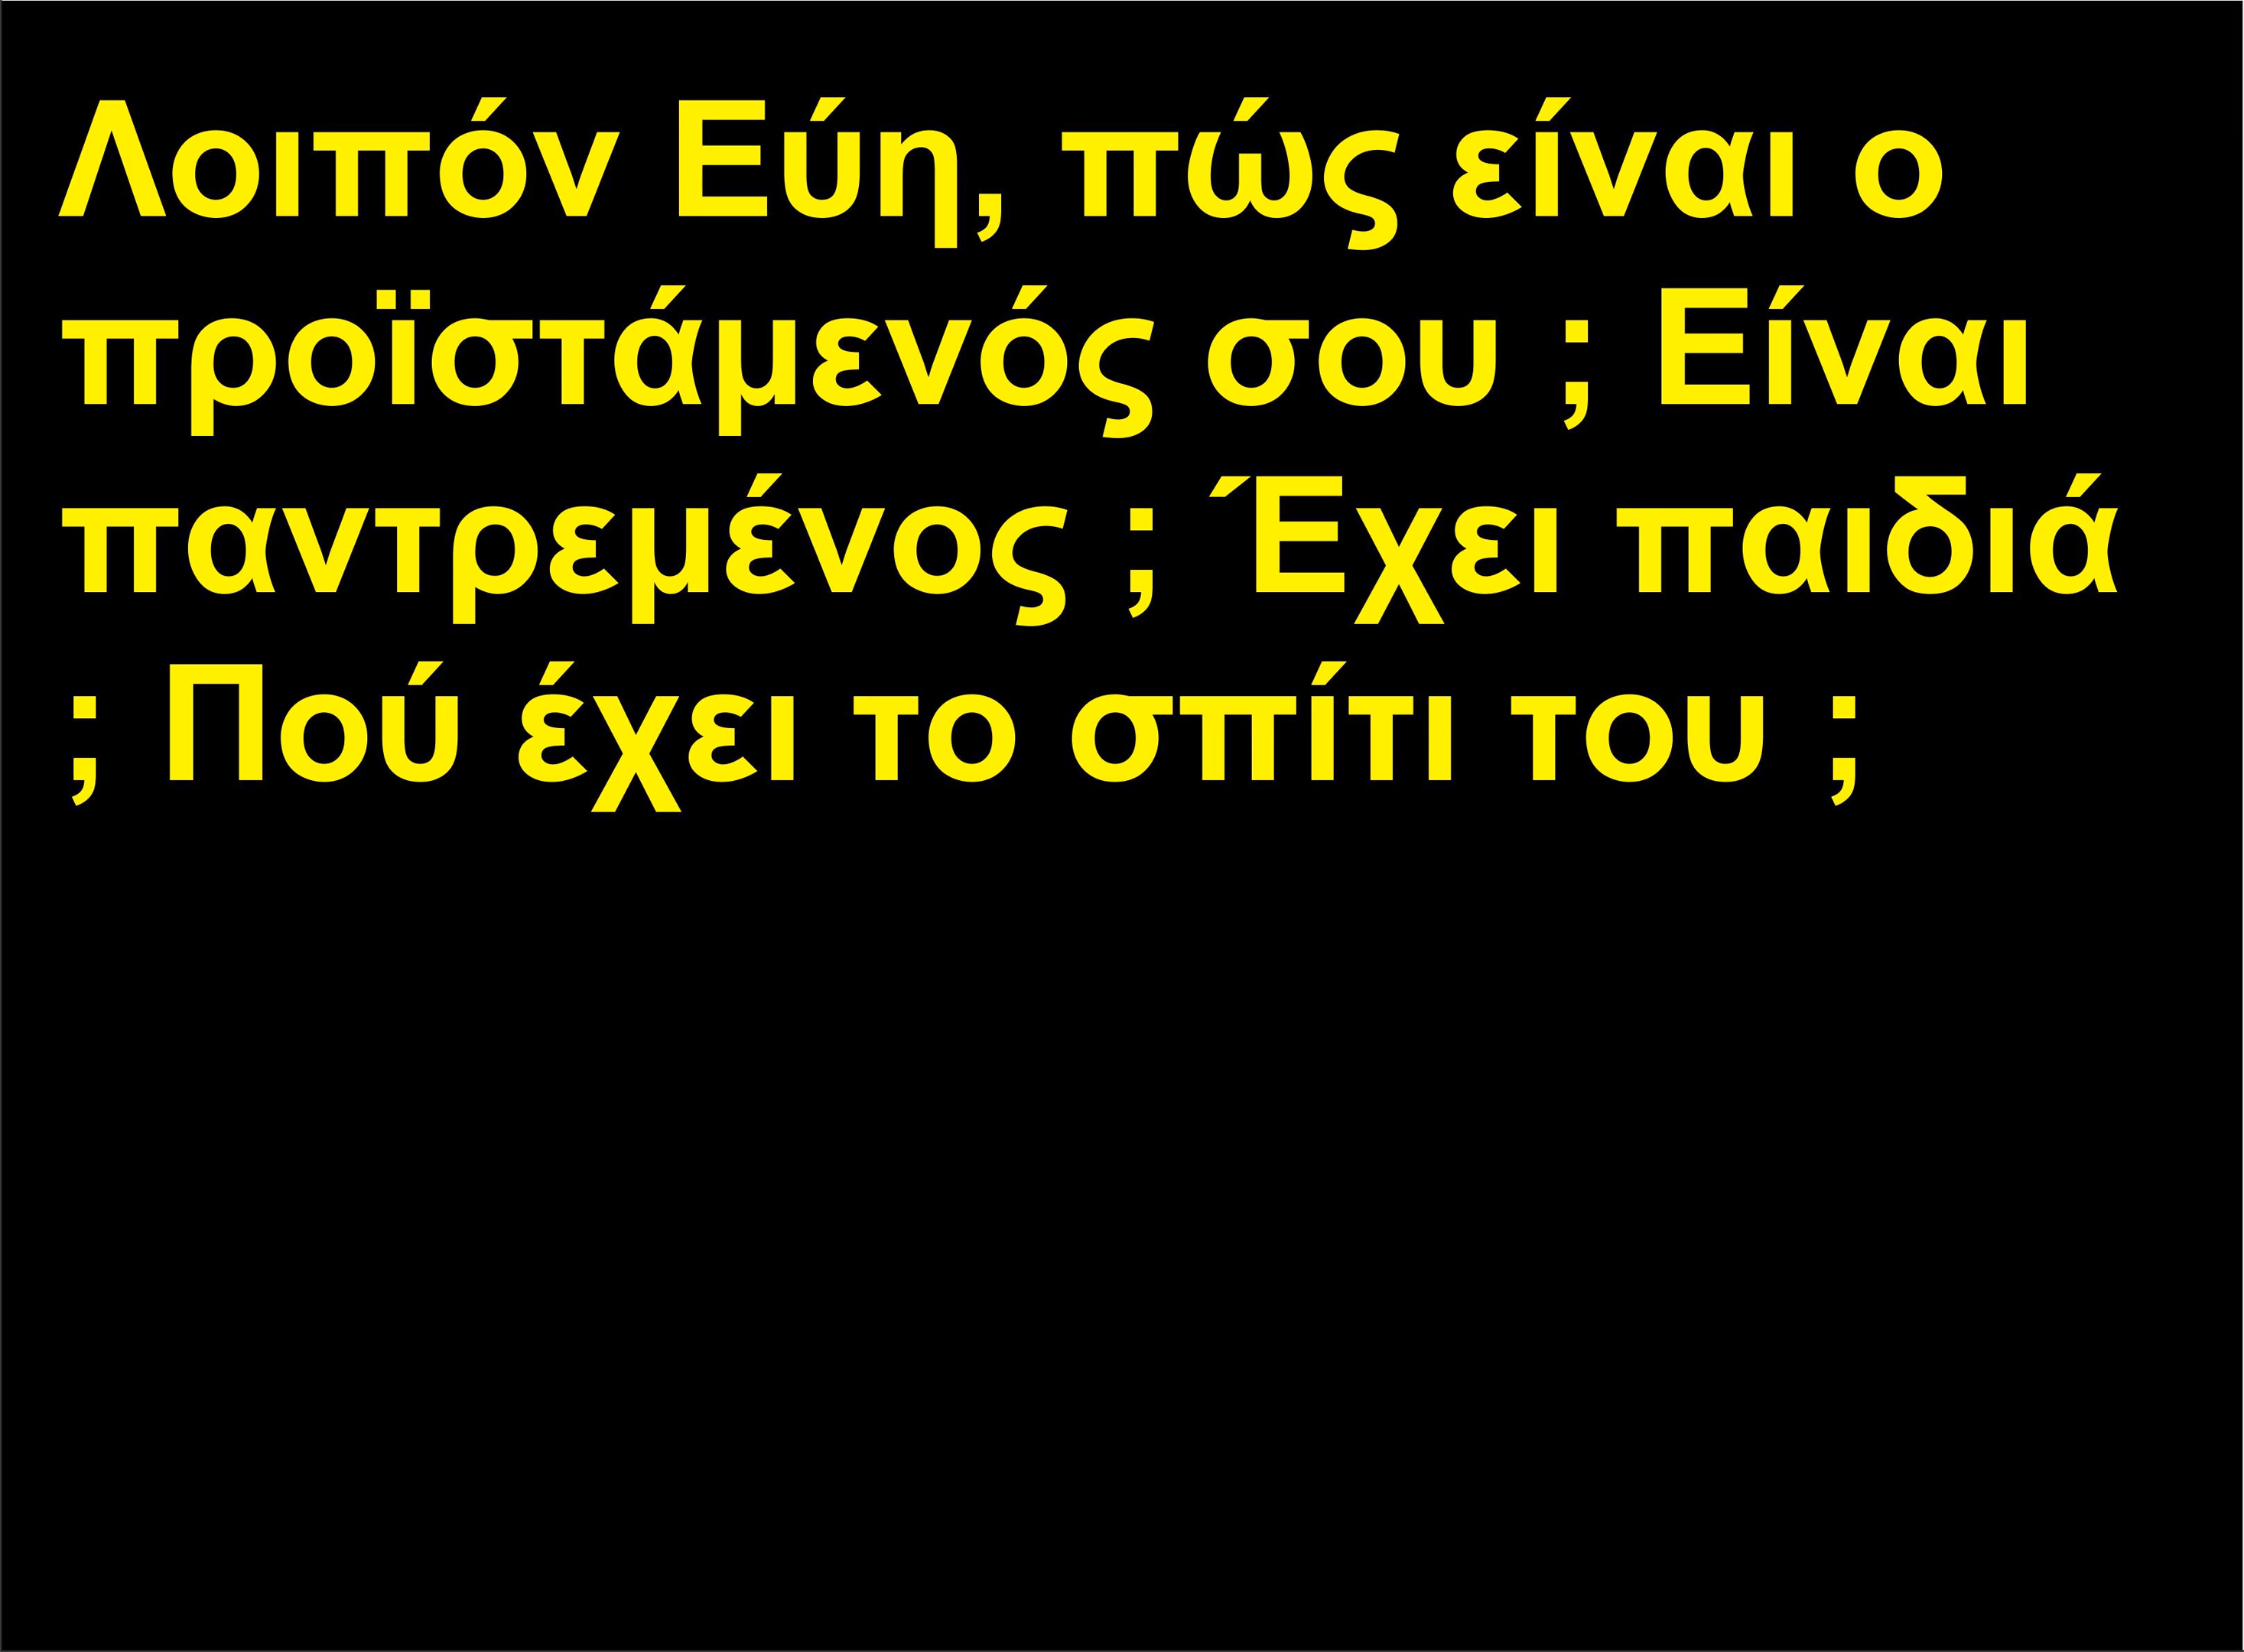 Λοιπόν Εύη, πώς είναι ο
προϊστάμενός σου ; Είναι
παντρεμένος ; Έχει παιδιά
; Πού έχει το σπίτι του ;